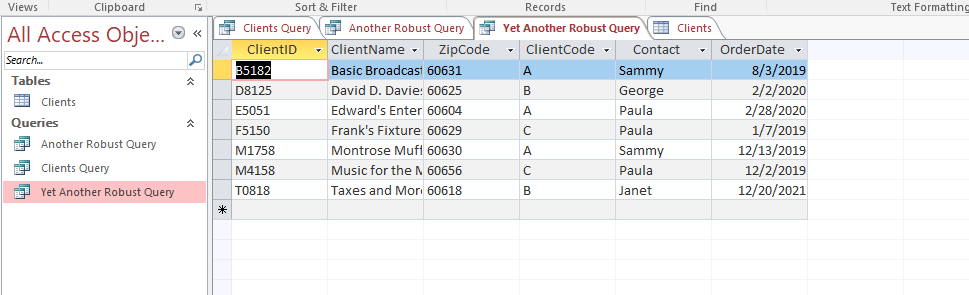 Views Clipboard Sort & Filter Records Find Text Formatting
All Access Obje...
Search...
Tables
Clients
Queries
Another Robust Query
Clients Query
Yet Another Robust Query
Clients Query Another Robust Query Yet Another Robust Query Clients
ClientID ClientName ZipCode ClientCode Contact OrderDate
B5182 Basic Broadcast 60631 A Sammy 8/3/2019
D8125 David D. Davies 60625 B George 2/2/2020
E5051 Edward's Enter 60604 A Paula 2/28/2020
F5150 Frank's Fixtures 60629 C Paula 1/7/2019
M1758 Montrose Muff 60630 A Sammy 12/13/2019
M4158 Music for the M 60656 C Paula 12/2/2019
T0818 Taxes and More 60618 B Janet 12/20/2021